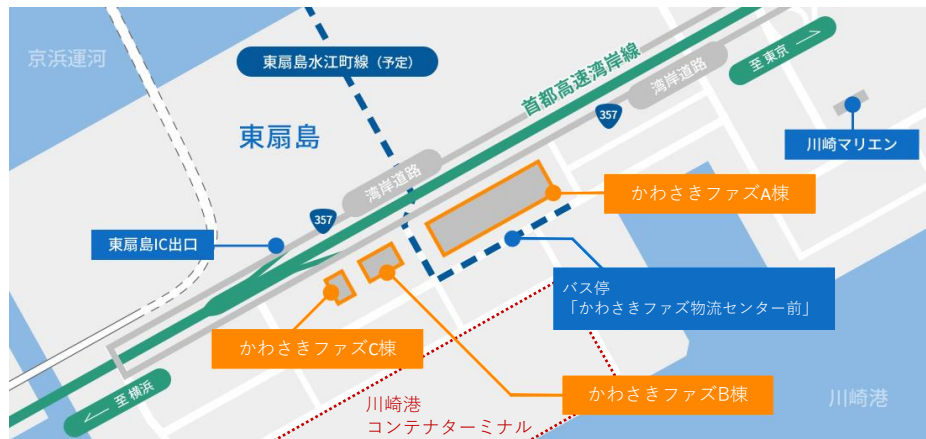 京浜運河
東扇島水江町線（予定）
首都高速湾岸線
湾岸道路
至東京
357
東扇島
川崎マリエン
湾岸道路
かわさきファズA棟
357
東扇島IC出口
バス停
「かわさきファズ物流センター前」
かわさきファズC棟
至横浜
かわさきファズB棟
川崎港
川崎港
コンテナターミナル